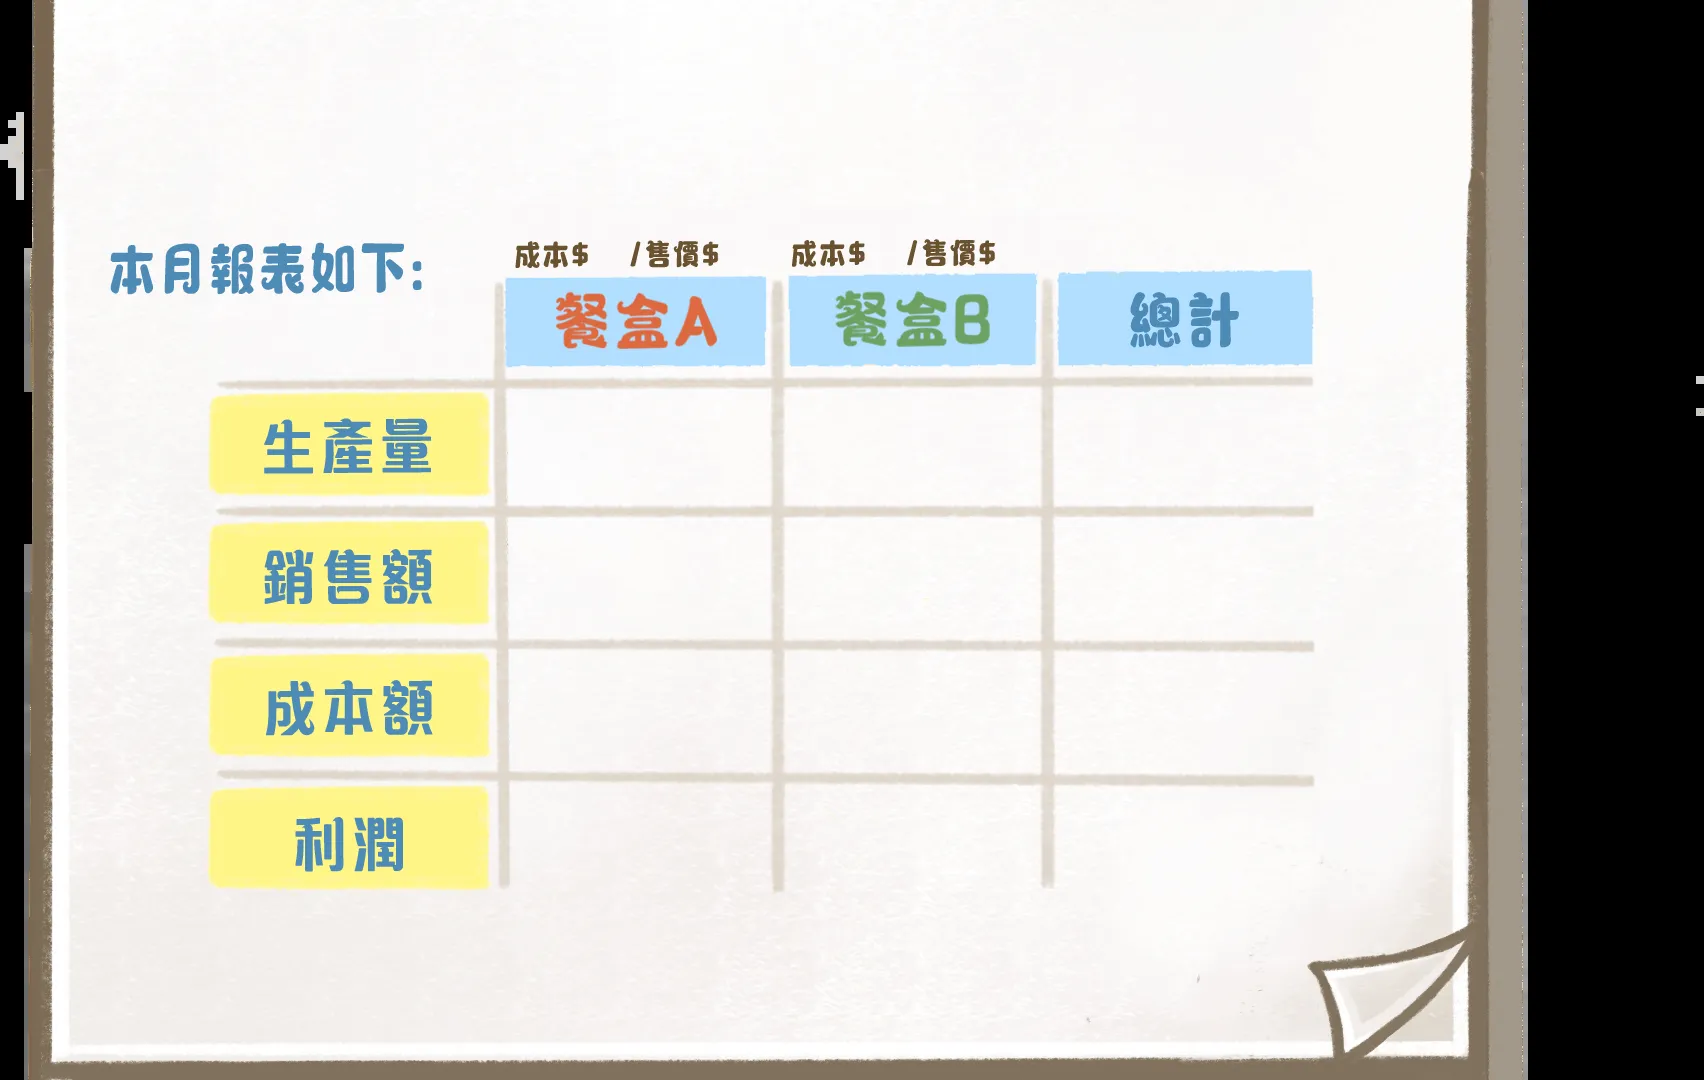 本月報表如下:
成本$ /售價$ 成本$ /售價$
餐盒A 餐盒B 總計
生產量
銷售額
成本額
利潤